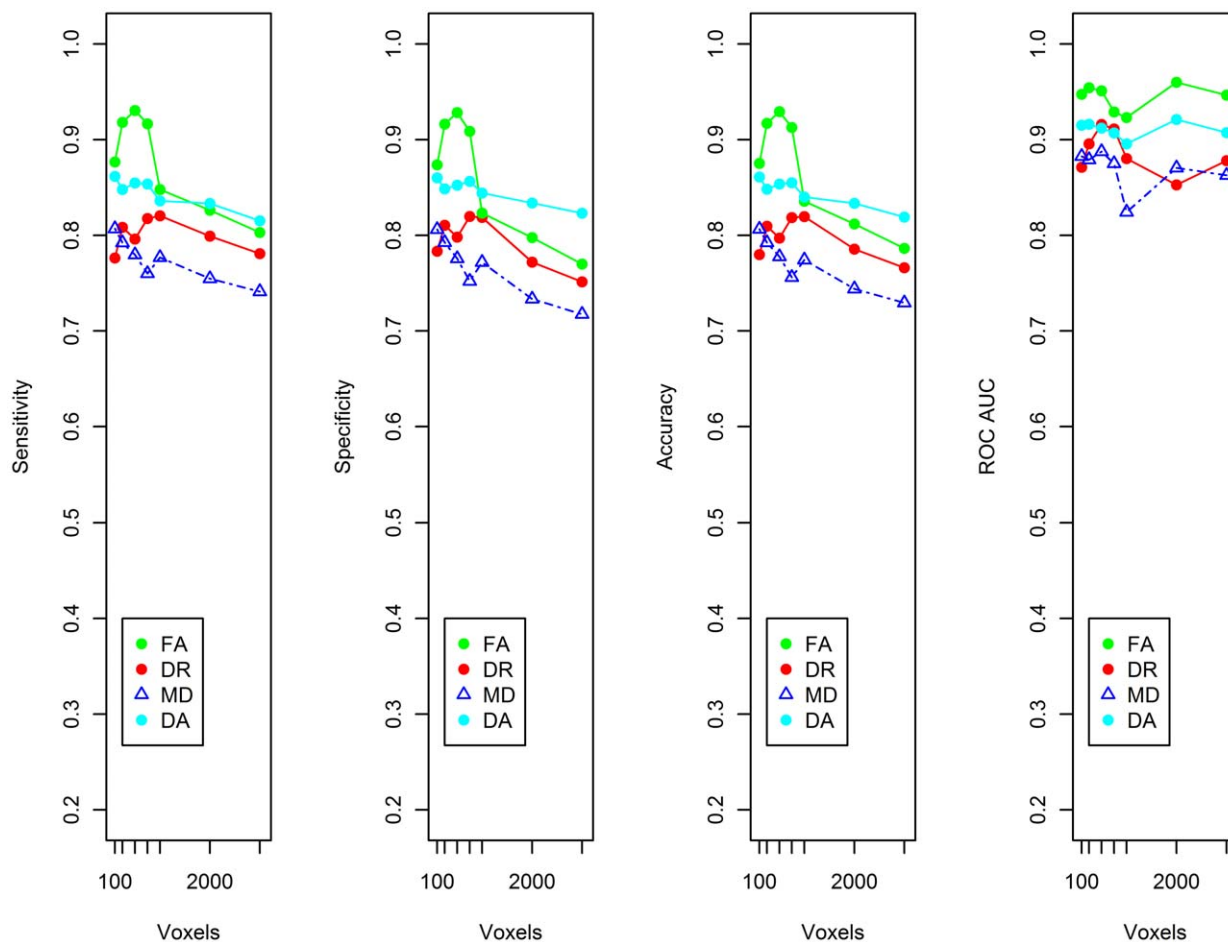 Sensitivity
1.0
0.9
0.8
0.7
0.6
0.5
0.4
0.3
0.2
FA
DR
MD
DA
100 2000
Voxels
Specificity
1.0
0.9
0.8
0.7
0.6
0.5
0.4
0.3
0.2
FA
DR
MD
DA
100 2000
Voxels
Accuracy
1.0
0.9
0.8
0.7
0.6
0.5
0.4
0.3
0.2
FA
DR
MD
DA
100 2000
Voxels
ROC AUC
1.0
0.9
0.8
0.7
0.6
0.5
0.4
0.3
0.2
FA
DR
MD
DA
100 2000
Voxels